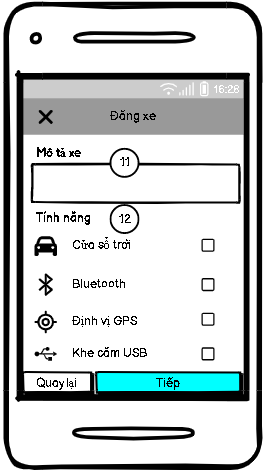 16:28
Đăng xe
Mô tả xe
11
Tính năng
12
Cửa sổ trời
Bluetooth
Định vị GPS
Khe cắm USB
Quay lại
Tiếp